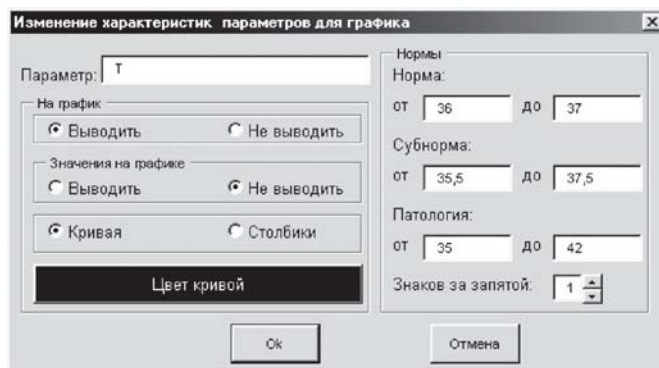 Изменение характеристик параметров для графика
Параметр: T
На график
Выводить Не выводить
Значения на графике
Выводить Не выводить
Кривая Столбики
Цвет кривой
Нормы
Норма:
от 36 до 37
Субнорма:
от 35,5 до 37,5
Патология:
от 35 до 42
Знаков за запятой: 1
Ok Отмена